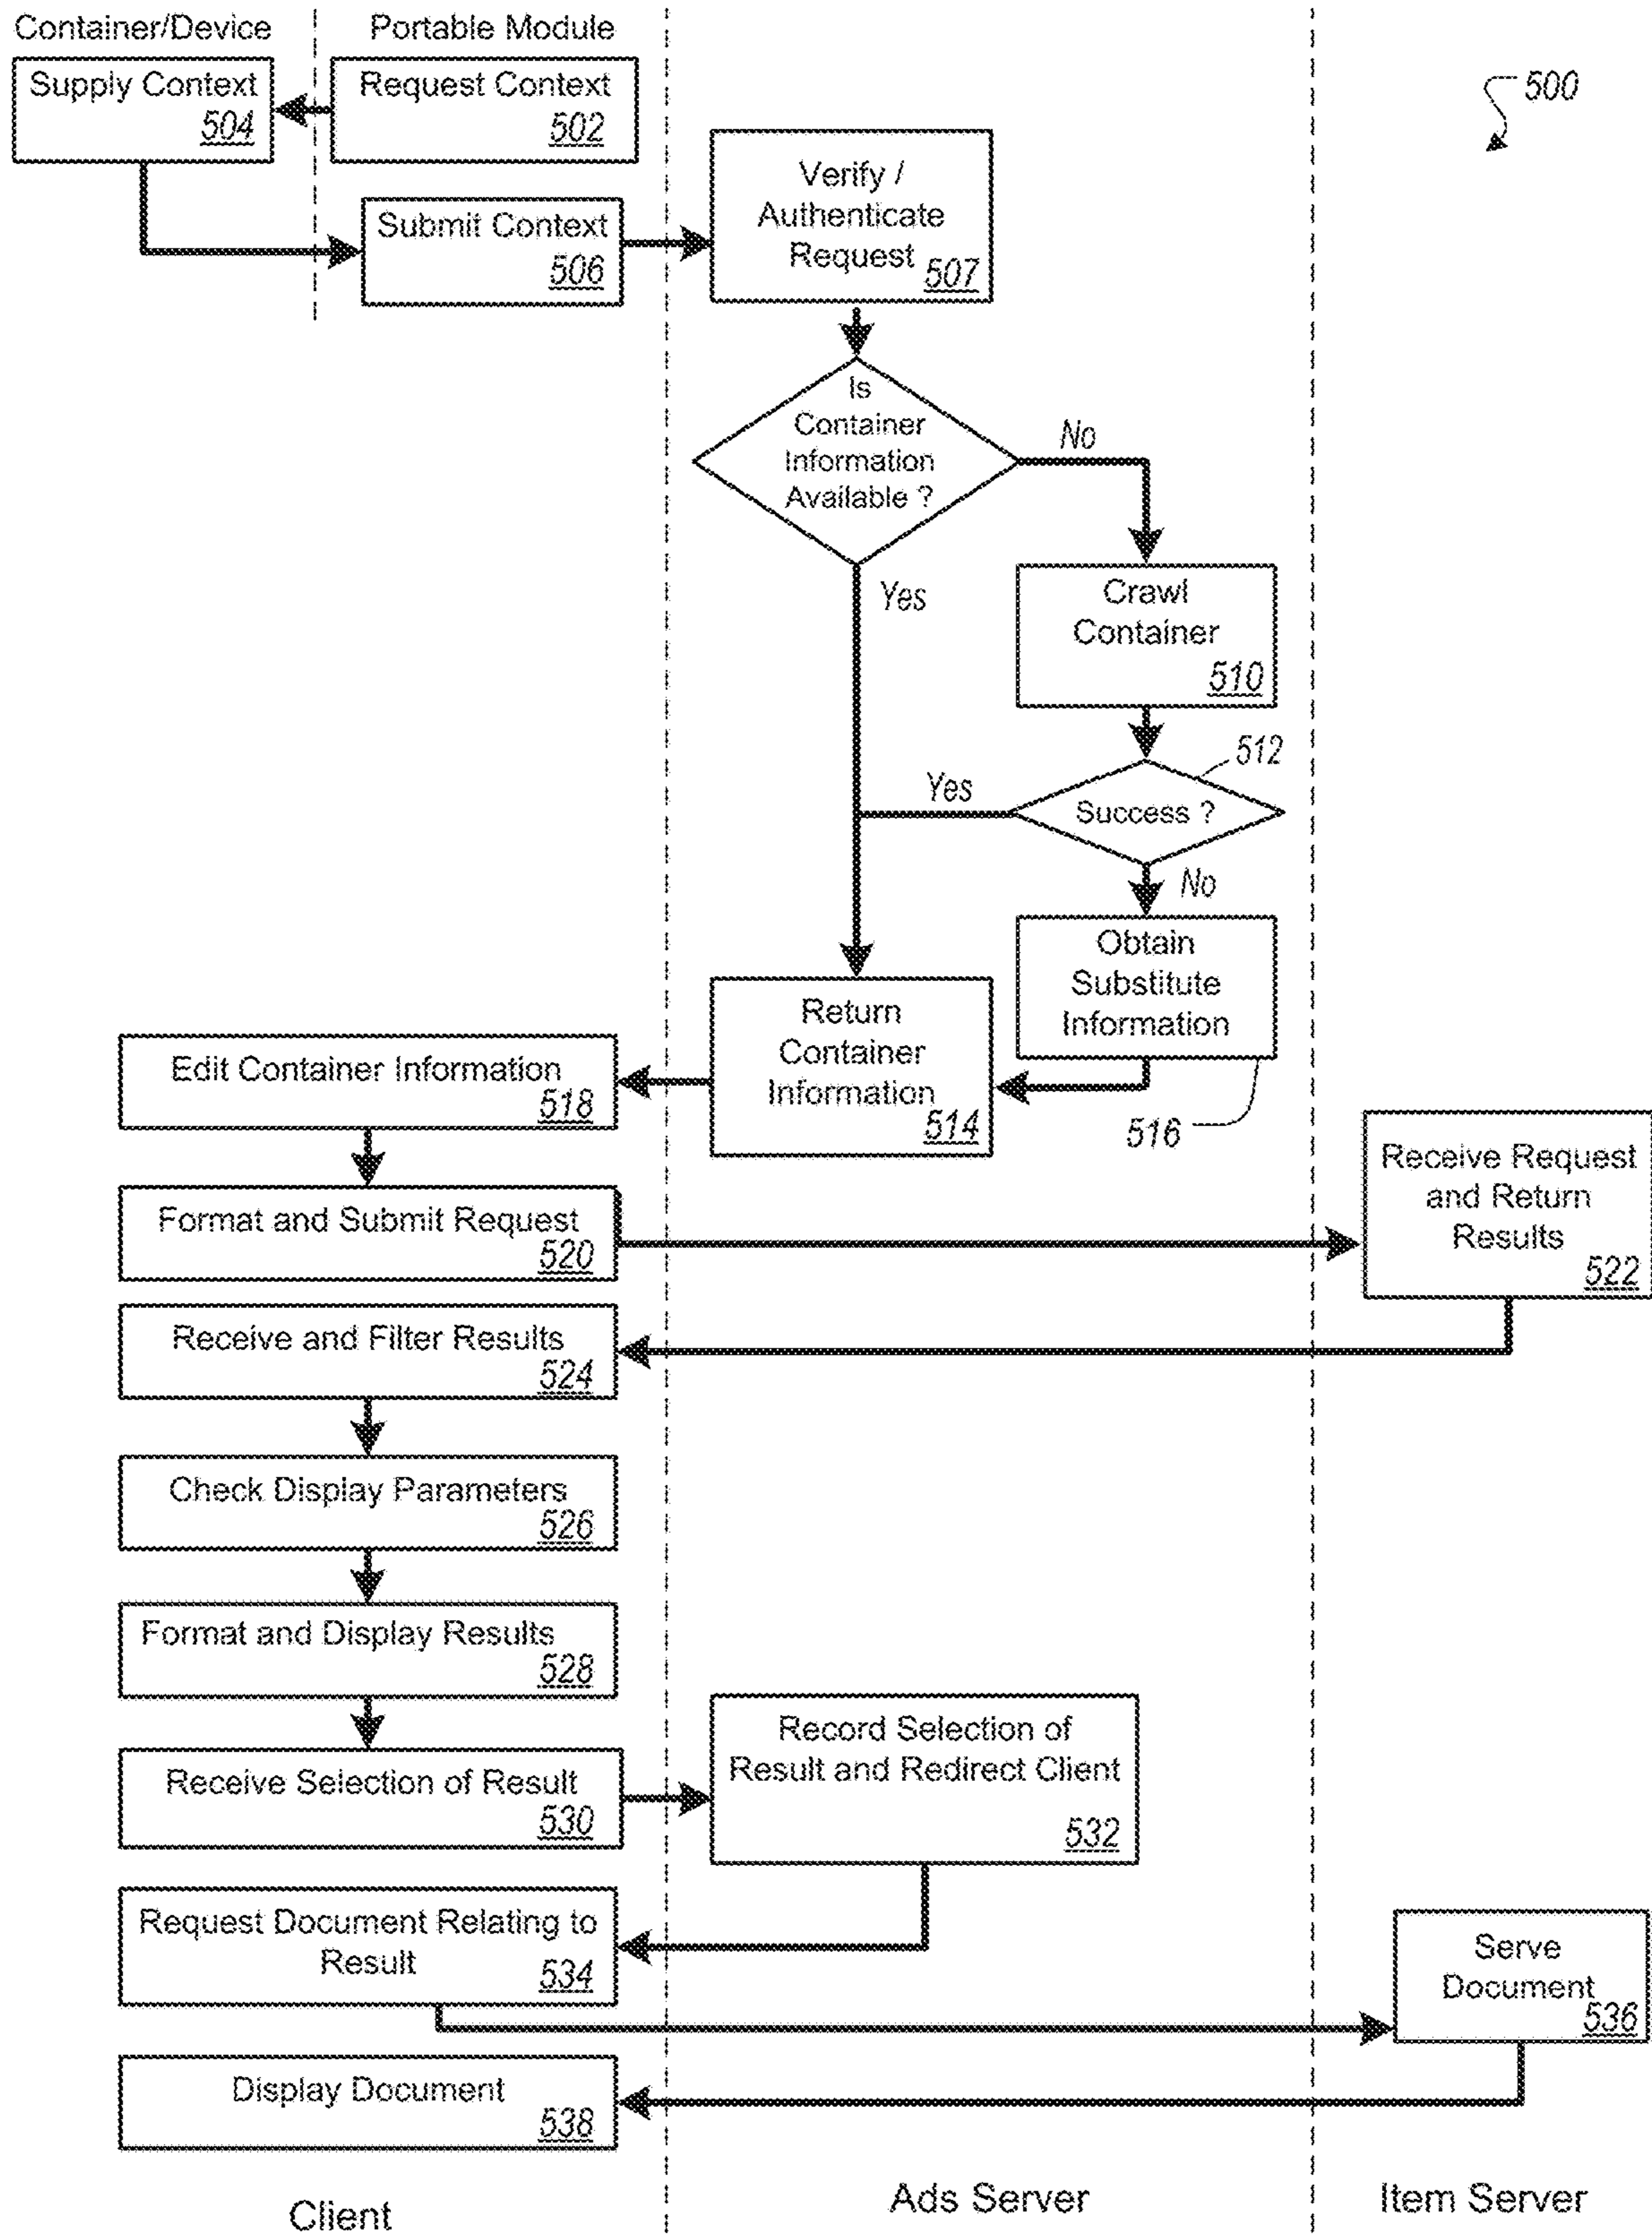 Container/Device
Portable Module
Supply Context
504
Request Context
502
500
Submit Context
506
Verify /
Authenticate
Request
507
Is
Container
Information
Available ?
No
Yes
Crawl
Container
510
512
Success ?
Yes
No
Obtain
Substitute
Information
516
Return
Container
Information
514
Edit Container Information
518
Format and Submit Request
520
Receive Request
and Return
Results
522
Receive and Filter Results
524
Check Display Parameters
526
Format and Display Results
528
Receive Selection of Result
530
Record Selection of
Result and Redirect Client
532
Request Document Relating to
Result
534
Serve
Document
536
Display Document
538
Client
Ads Server
Item Server